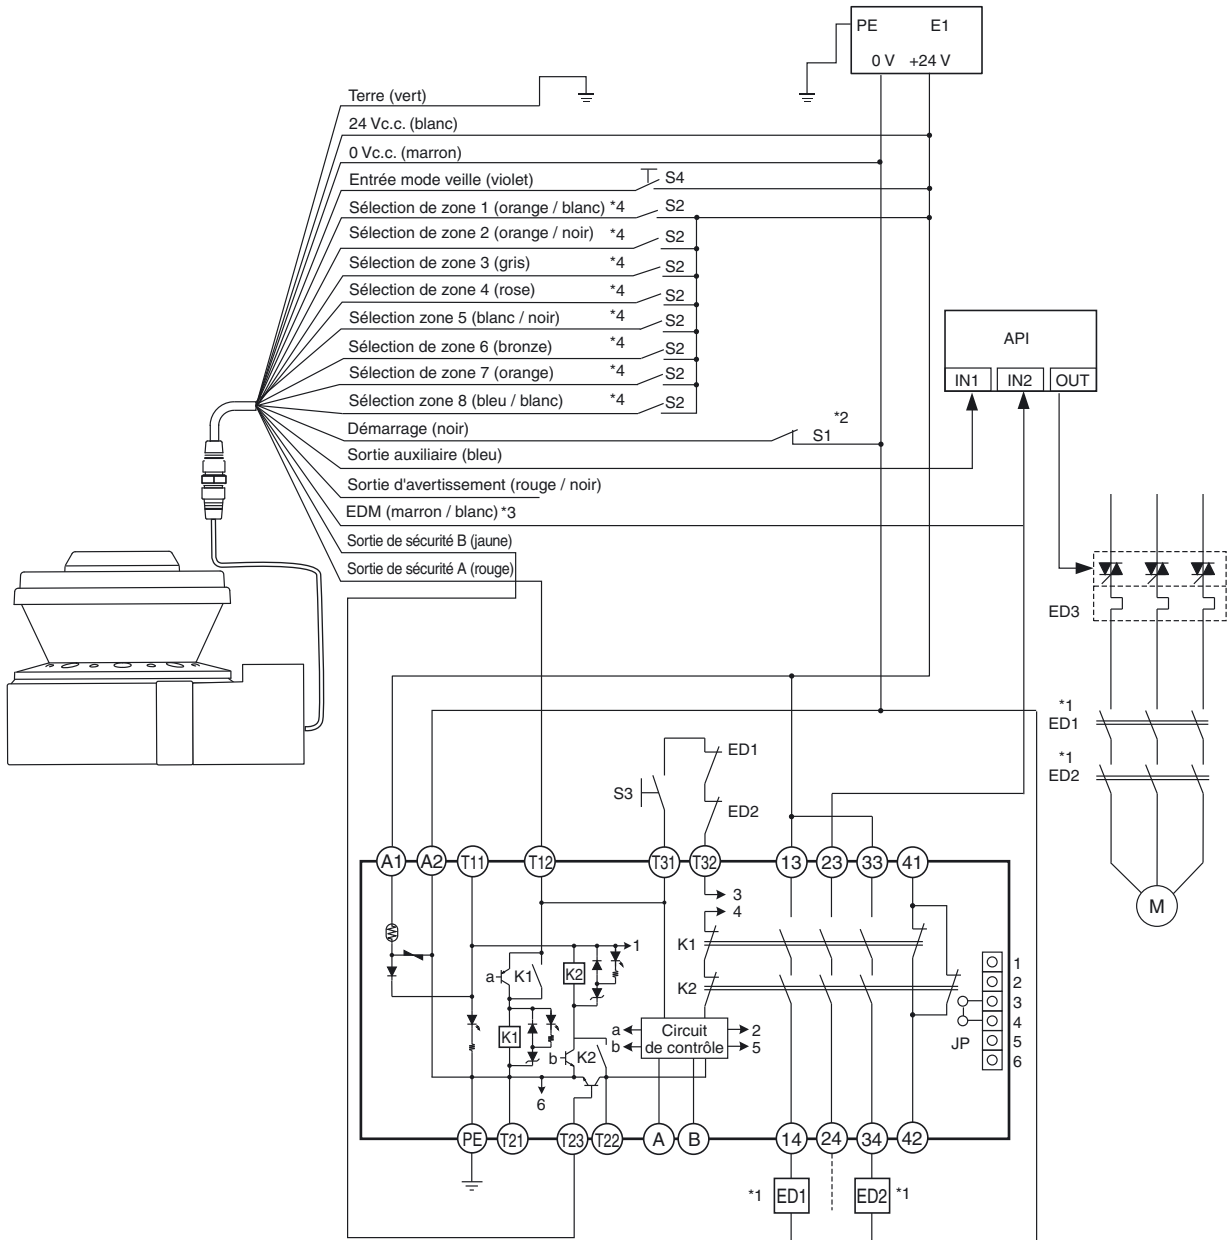 PE E1
0 V +24 V
Terre (vert)
24 Vc.c. (blanc)
0 Vc.c. (marron)
Entrée mode veille (violet) S4
Sélection de zone 1 (orange / blanc) *4 S2
Sélection de zone 2 (orange / noir) *4 S2
Sélection de zone 3 (gris) *4 S2
Sélection de zone 4 (rose) *4 S2
Sélection zone 5 (blanc / noir) *4 S2
Sélection de zone 6 (bronze) *4 S2
Sélection de zone 7 (orange) *4 S2
Sélection zone 8 (bleu / blanc) *4 S2
Démarrage (noir) S1 *2
Sortie auxiliaire (bleu)
Sortie d'avertissement (rouge / noir)
EDM (marron / blanc) *3
Sortie de sécurité B (jaune)
Sortie de sécurité A (rouge)
API
IN1 IN2 OUT
ED3
*1
ED1
*1
ED2
M
ED1
S3
ED2
A1 A2 T11 T12 T31 T32 13 23 33 41
3
4
1
K1
a K1 K2
K2
K1
b K2
a Circuit 2
b de contrôle 5
6
1
2
3
4
JP 5
6
PE T21 T23 T22 A B 14 24 34 42
*1 ED1 ED2 *1